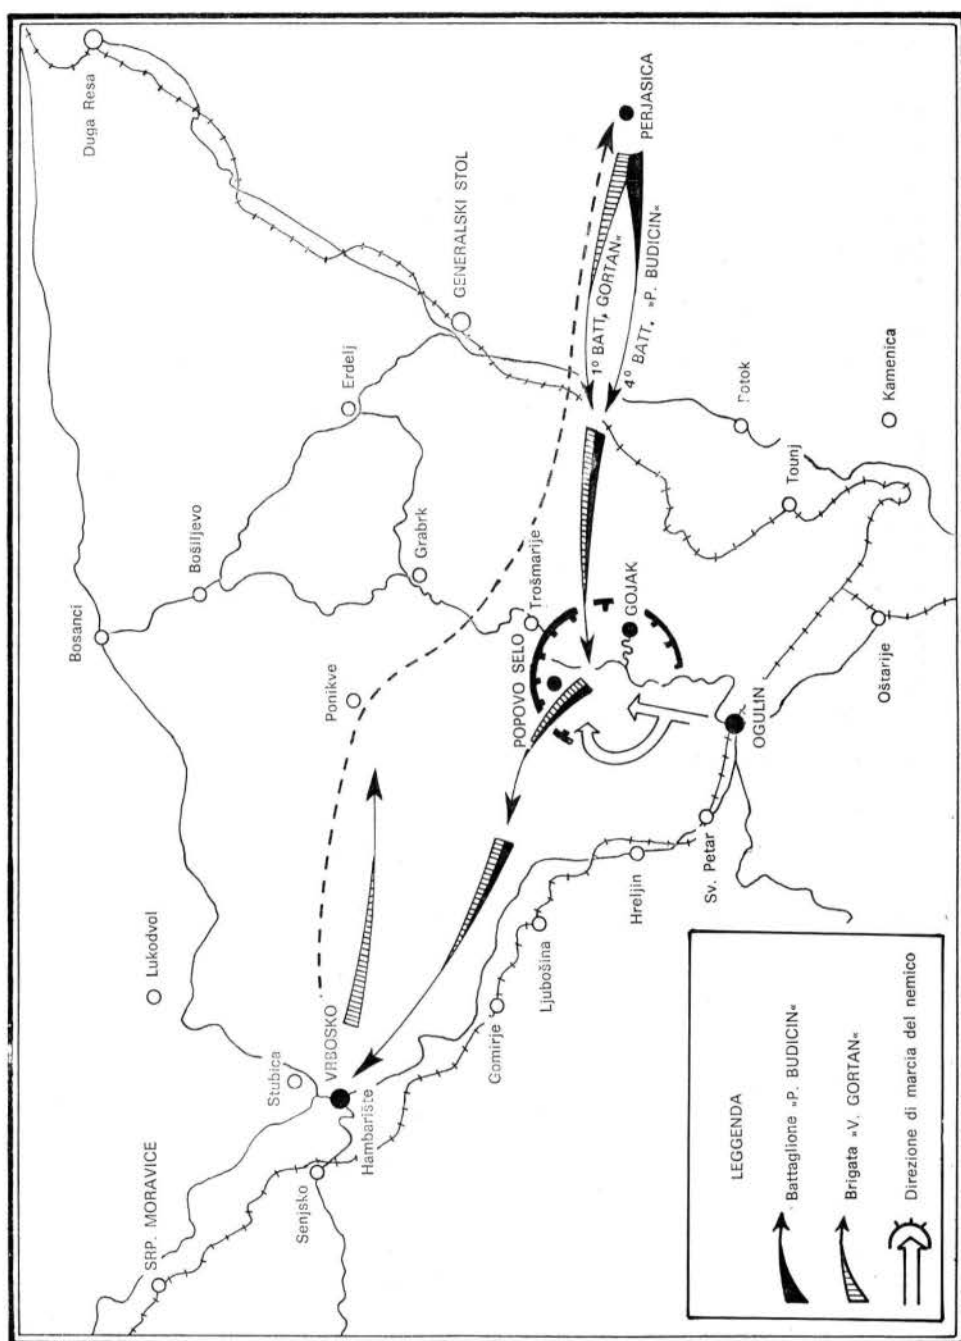 Duga Resa
Bosanci
SRP. MORAVICE
Lukodvol
Bošiljevo
Stubica
Senjsko
VRBOSKO
Ponikve
Erdelj
Hambarište
Grabrk
GENERALSKI STOL
Gomirje
POPOVO SELO
Trošmarije
Ljubošina
GOJAK
Hreljin
PERJASICA
1° BATT, GORTAN«
4° BATT. »P. BUDICIN«
Sv. Petar
Potok
OGULIN
Tounj
Oštarije
Kamenica
LEGGENDA
Battaglione »P. BUDICIN«
Brigata »V. GORTAN«
Direzione di marcia del nemico